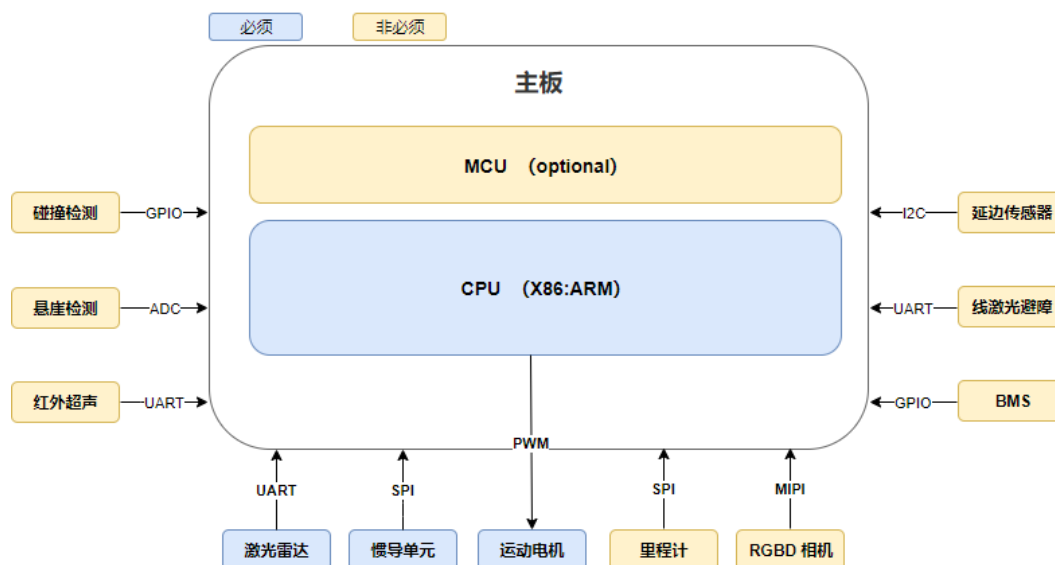 必须
非必须
主板
MCU （optional）
CPU （X86:ARM）
碰撞检测
GPIO
I2C
延边传感器
悬崖检测
ADC
UART
线激光避障
红外超声
UART
GPIO
BMS
PWM
UART
SPI
SPI
MIPI
激光雷达
惯导单元
运动电机
里程计
RGBD 相机